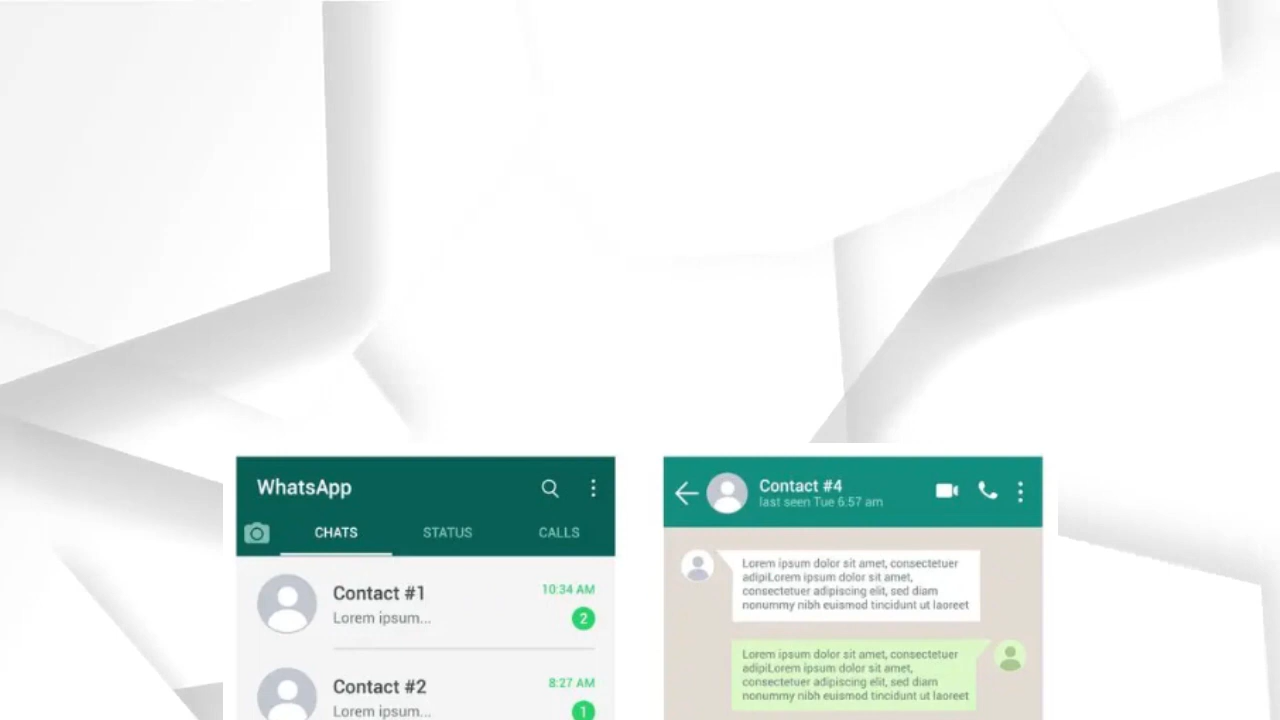 WhatsApp
CHATS STATUS CALLS
Contact #1 10:34 AM
Lorem ipsum... 2
Contact #2 8:27 AM
Lorem ipsum... 1
Contact #4
last seen Tue 6:57 am
Lorem ipsum dolor sit amet, consectetuer
adipiLorem ipsum dolor sit amet,
consectetuer adipiscing elit, sed diam
nonummy nibh euismod tincidunt ut laoreet
Lorem ipsum dolor sit amet, consectetuer
adipiLorem ipsum dolor sit amet,
consectetuer adipiscing elit, sed diam
nonummy nibh euismod tincidunt ut laoreet